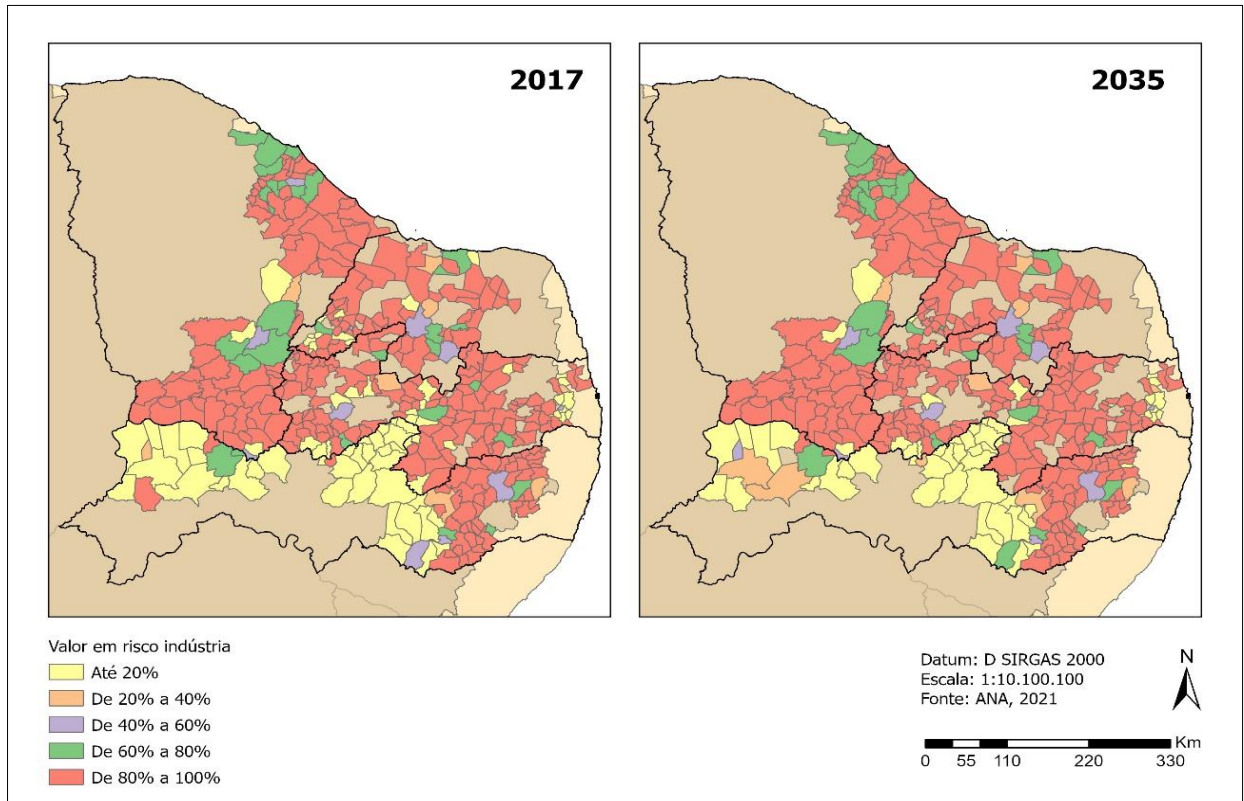 2017
2035
Valor em risco indústria
Até 20%
De 20% a 40%
De 40% a 60%
De 60% a 80%
De 80% a 100%
Datum: D SIRGAS 2000
Escala: 1:10.100.100
Fonte: ANA, 2021
N
Km
0 55 110 220 330